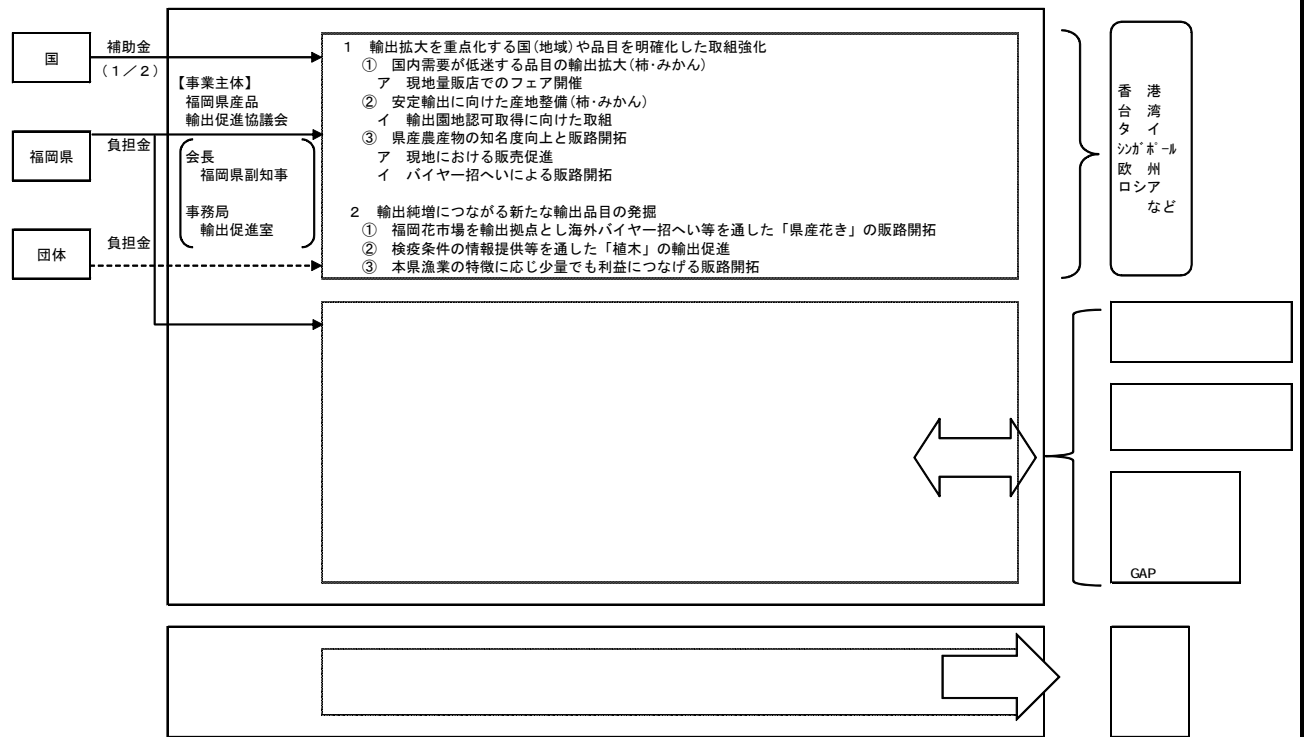 国
補助金
(1/2)
福岡県
負担金
団体
負担金
【事業主体】
福岡県産品
輸出促進協議会
会長
福岡県副知事
事務局
輸出促進室
1 輸出拡大を重点化する国(地域)や品目を明確化した取組強化
① 国内需要が低迷する品目の輸出拡大(柿・みかん)
ア 現地量販店でのフェア開催
② 安定輸出に向けた産地整備(柿・みかん)
イ 輸出園地認可取得に向けた取組
③ 県産農産物の知名度向上と販路開拓
ア 現地における販売促進
イ バイヤー招へいによる販路開拓
2 輸出純増につながる新たな輸出品目の発掘
① 福岡花市場を輸出拠点とし海外バイヤー招へい等を通した「県産花き」の販路開拓
② 検疫条件の情報提供等を通した「植木」の輸出促進
③ 本県漁業の特徴に応じ少量でも利益につなげる販路開拓
香 港
台 湾
タ イ
シンガポール
欧 州
ロシア
など
GAP